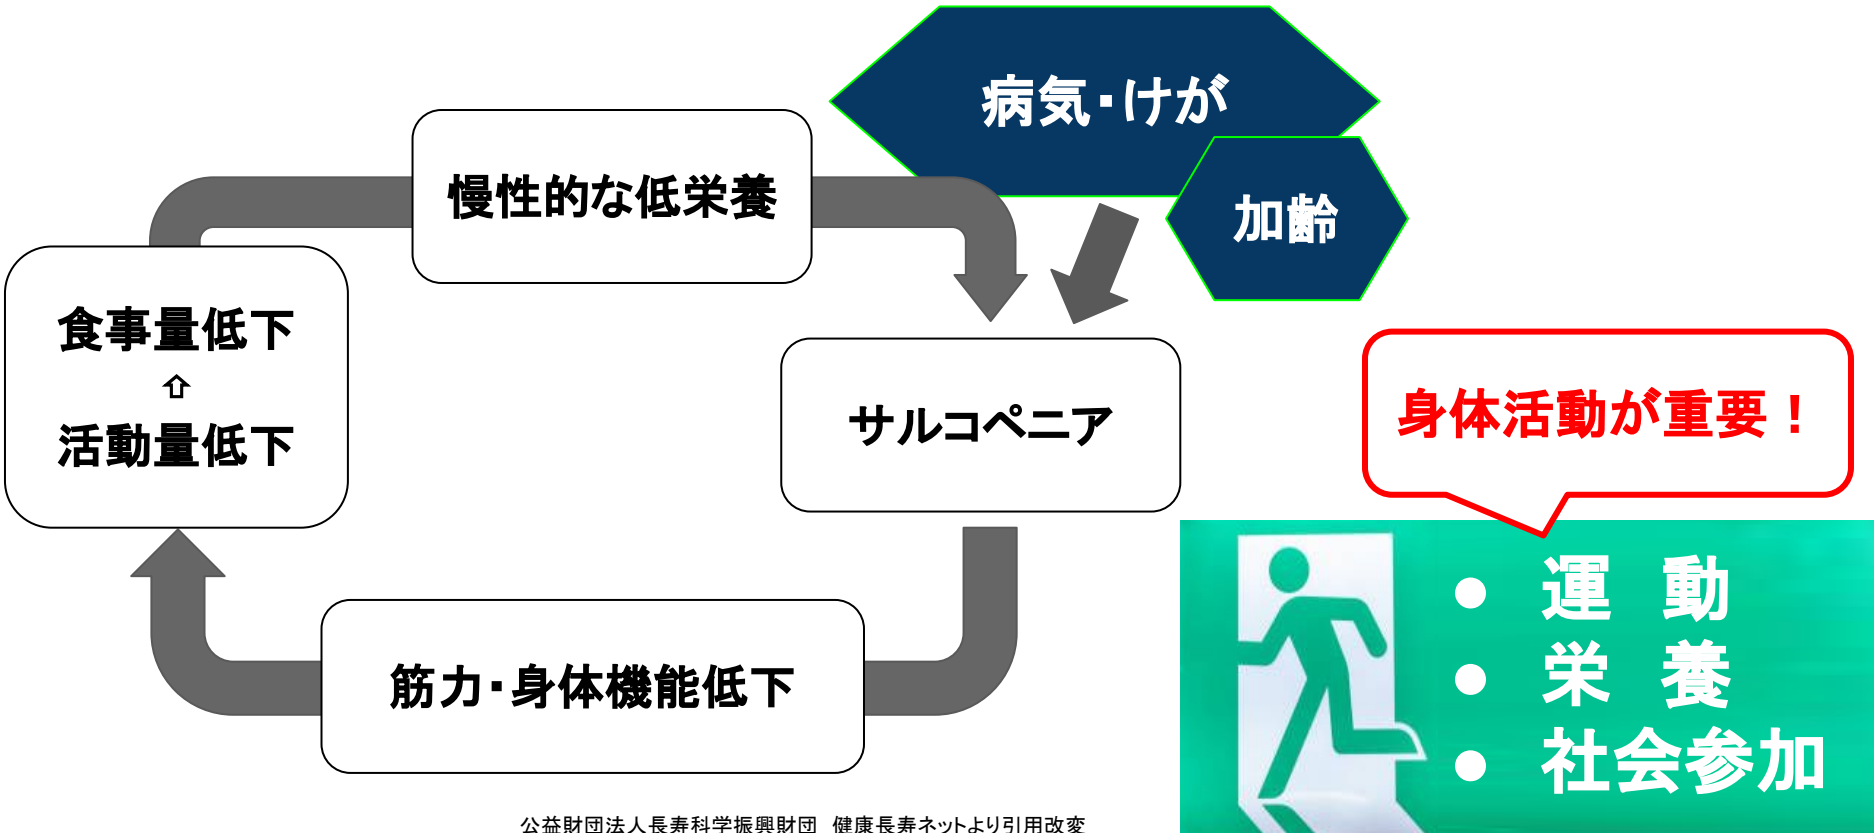 病気・けが
加齢
慢性的な低栄養
食事量低下
⇧
活動量低下
サルコペニア
筋力・身体機能低下
身体活動が重要！
● 運 動
● 栄 養
● 社会参加
公益財団法人長寿科学振興財団 健康長寿ネットより引用改変